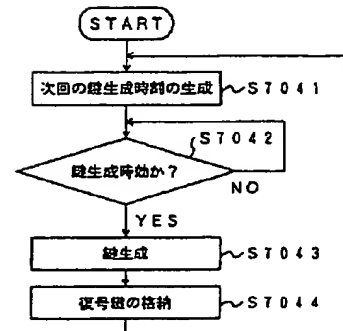 START
次回の鍵生成時刻の生成 S7041
S7042
鍵生成時効か?
NO
YES
鍵生成 S7043
復号鍵の格納 S7044